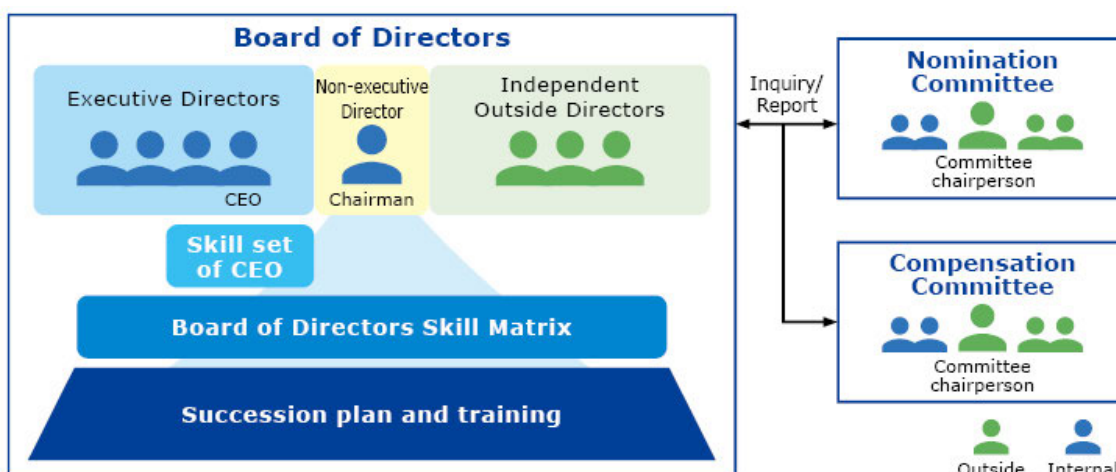 Board of Directors
Executive Directors
CEO
Non-executive
Director
Chairman
Independent
Outside Directors
Skill set
of CEO
Board of Directors Skill Matrix
Succession plan and training
Inquiry/
Report
Nomination
Committee
Committee
chairperson
Compensation
Committee
Committee
chairperson
Outside
Internal